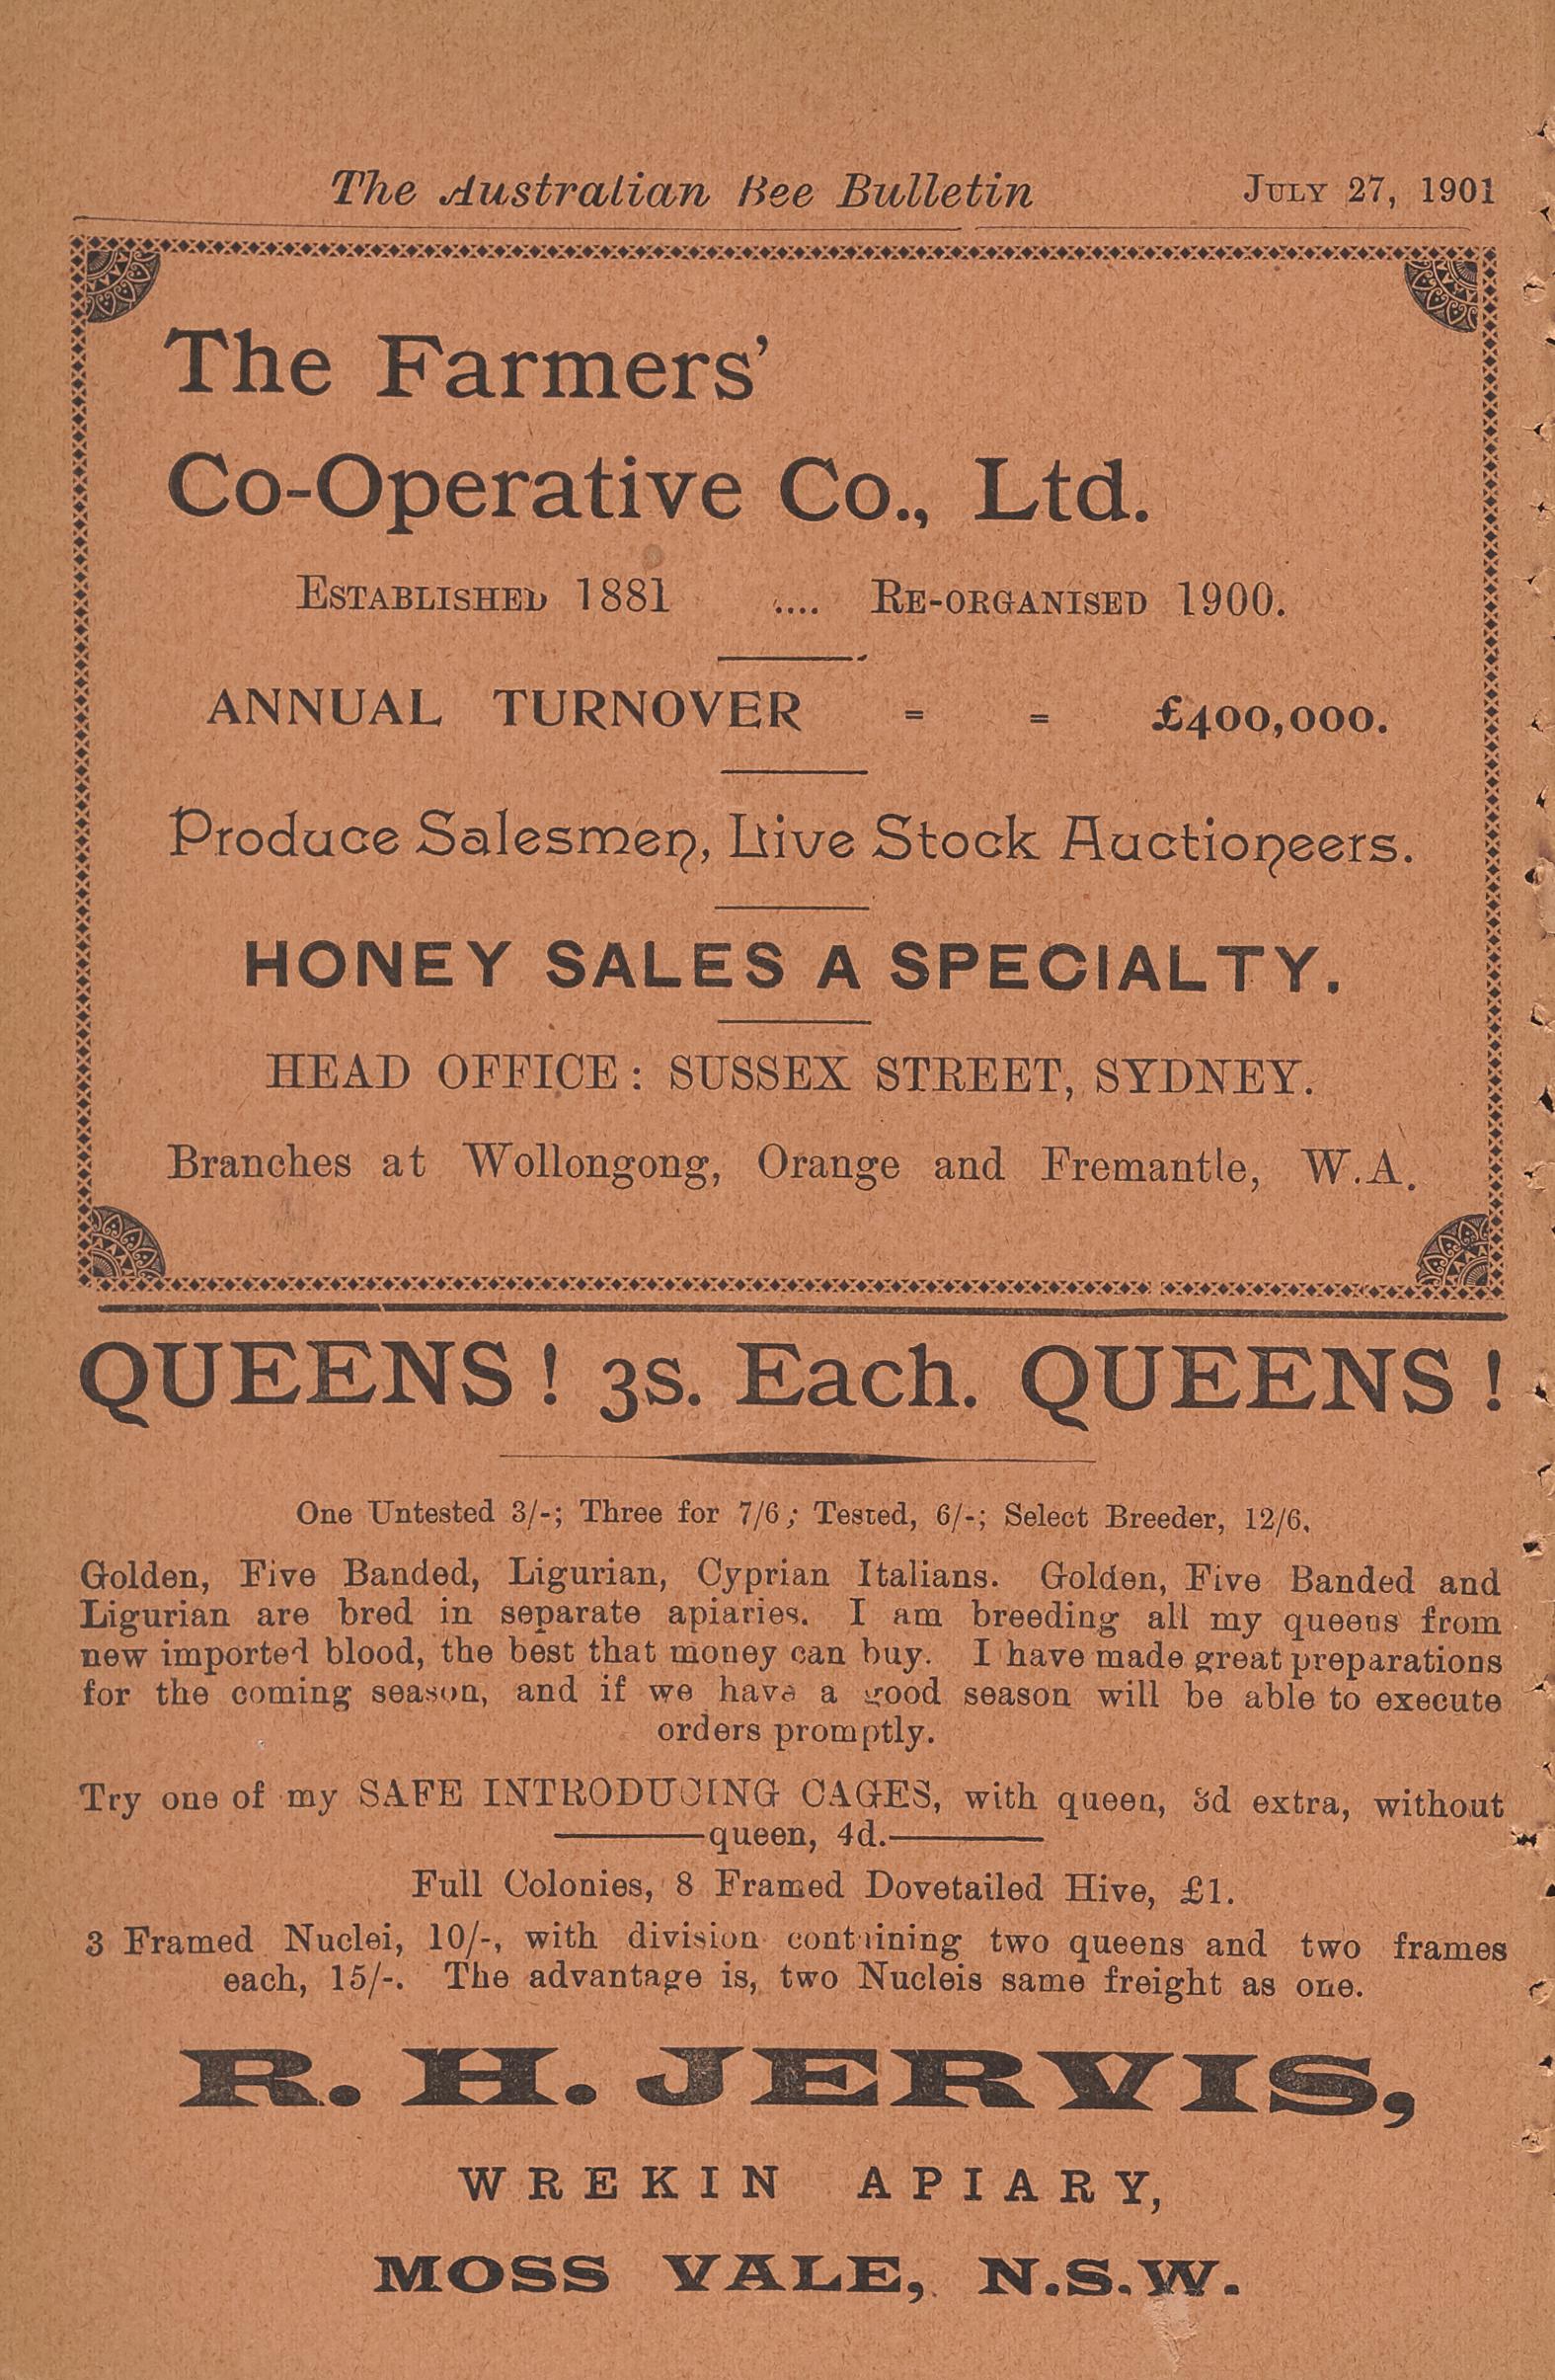 The Australian Bee Bulletin JULY 27, 1901
The Farmers'
Co-Operative Co., Ltd.
ESTABLISHED 1881 .... RE-ORGANISED 1900.
ANNUAL TURNOVER = = £400,000.
Produce Salesmen, Live Stock Auctioneers.
HONEY SALES A SPECIALTY.
HEAD OFFICE: SUSSEX STREET, SYDNEY.
Branches at Wollongong, Orange and Fremantle, W.A.
QUEENS! 3s. Each. QUEENS!
One Untested 3/-; Three for 7/6; Tested, 6/-; Select Breeder, 12/6.
Golden, Five Banded, Ligurian, Cyprian Italians. Golden, Five Banded and
Ligurian are bred in separate apiaries. I am breeding all my queens from
new imported blood, the best that money can buy. I have made great preparations
for the coming season, and if we have a good season will be able to execute
orders promptly.
Try one of my SAFE INTRODUCING CAGES, with queen, 3d extra, without
queen, 4d.
Full Colonies, 8 Framed Dovetailed Hive, £1.
3 Framed Nuclei, 10/-, with division containing two queens and two frames
each, 15/-. The advantage is, two Nucleis same freight as one.
R. H. JERVIS,
WREKIN APIARY,
MOSS VALE, N.S.W.